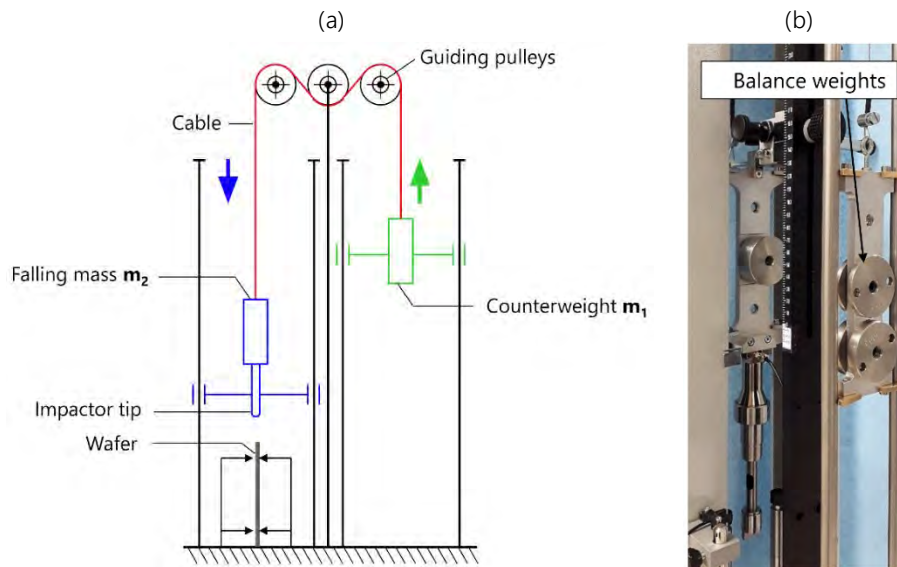 (a)
(b)
Guiding pulleys
Balance weights
Cable
Falling mass m₂
Counterweight m₁
Impactor tip
Wafer